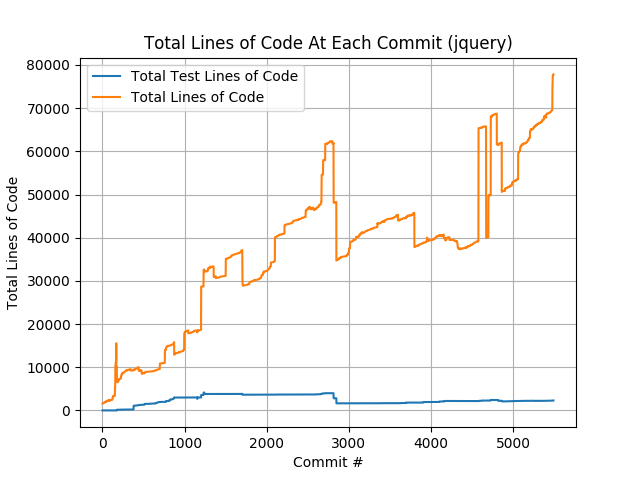 Total Lines of Code At Each Commit (jquery)
Total Test Lines of Code
Total Lines of Code
80000
70000
60000
50000
40000
30000
20000
10000
0
Total Lines of Code
0 1000 2000 3000 4000 5000
Commit #